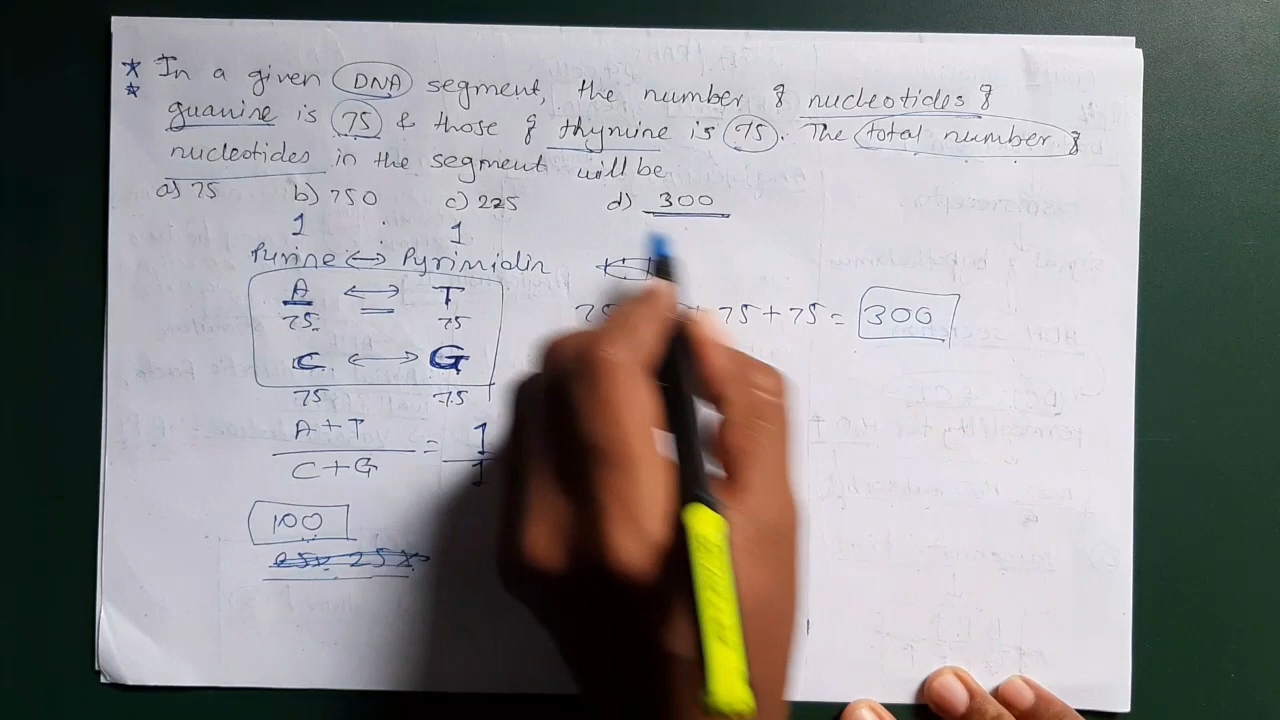 In a given DNA segment, the number of nucleotides of
guanine is 75 & those of thymine is 75. The total number of
nucleotides in the segment will be
a) 75 b) 750 c) 225 d) 300
1 1
Purine ↔ Pyrimidin
A ↔ T
75 75
75 + 75 + 75 = 300
C ↔ G
75 75
A+T
C+G
= 1
1
100